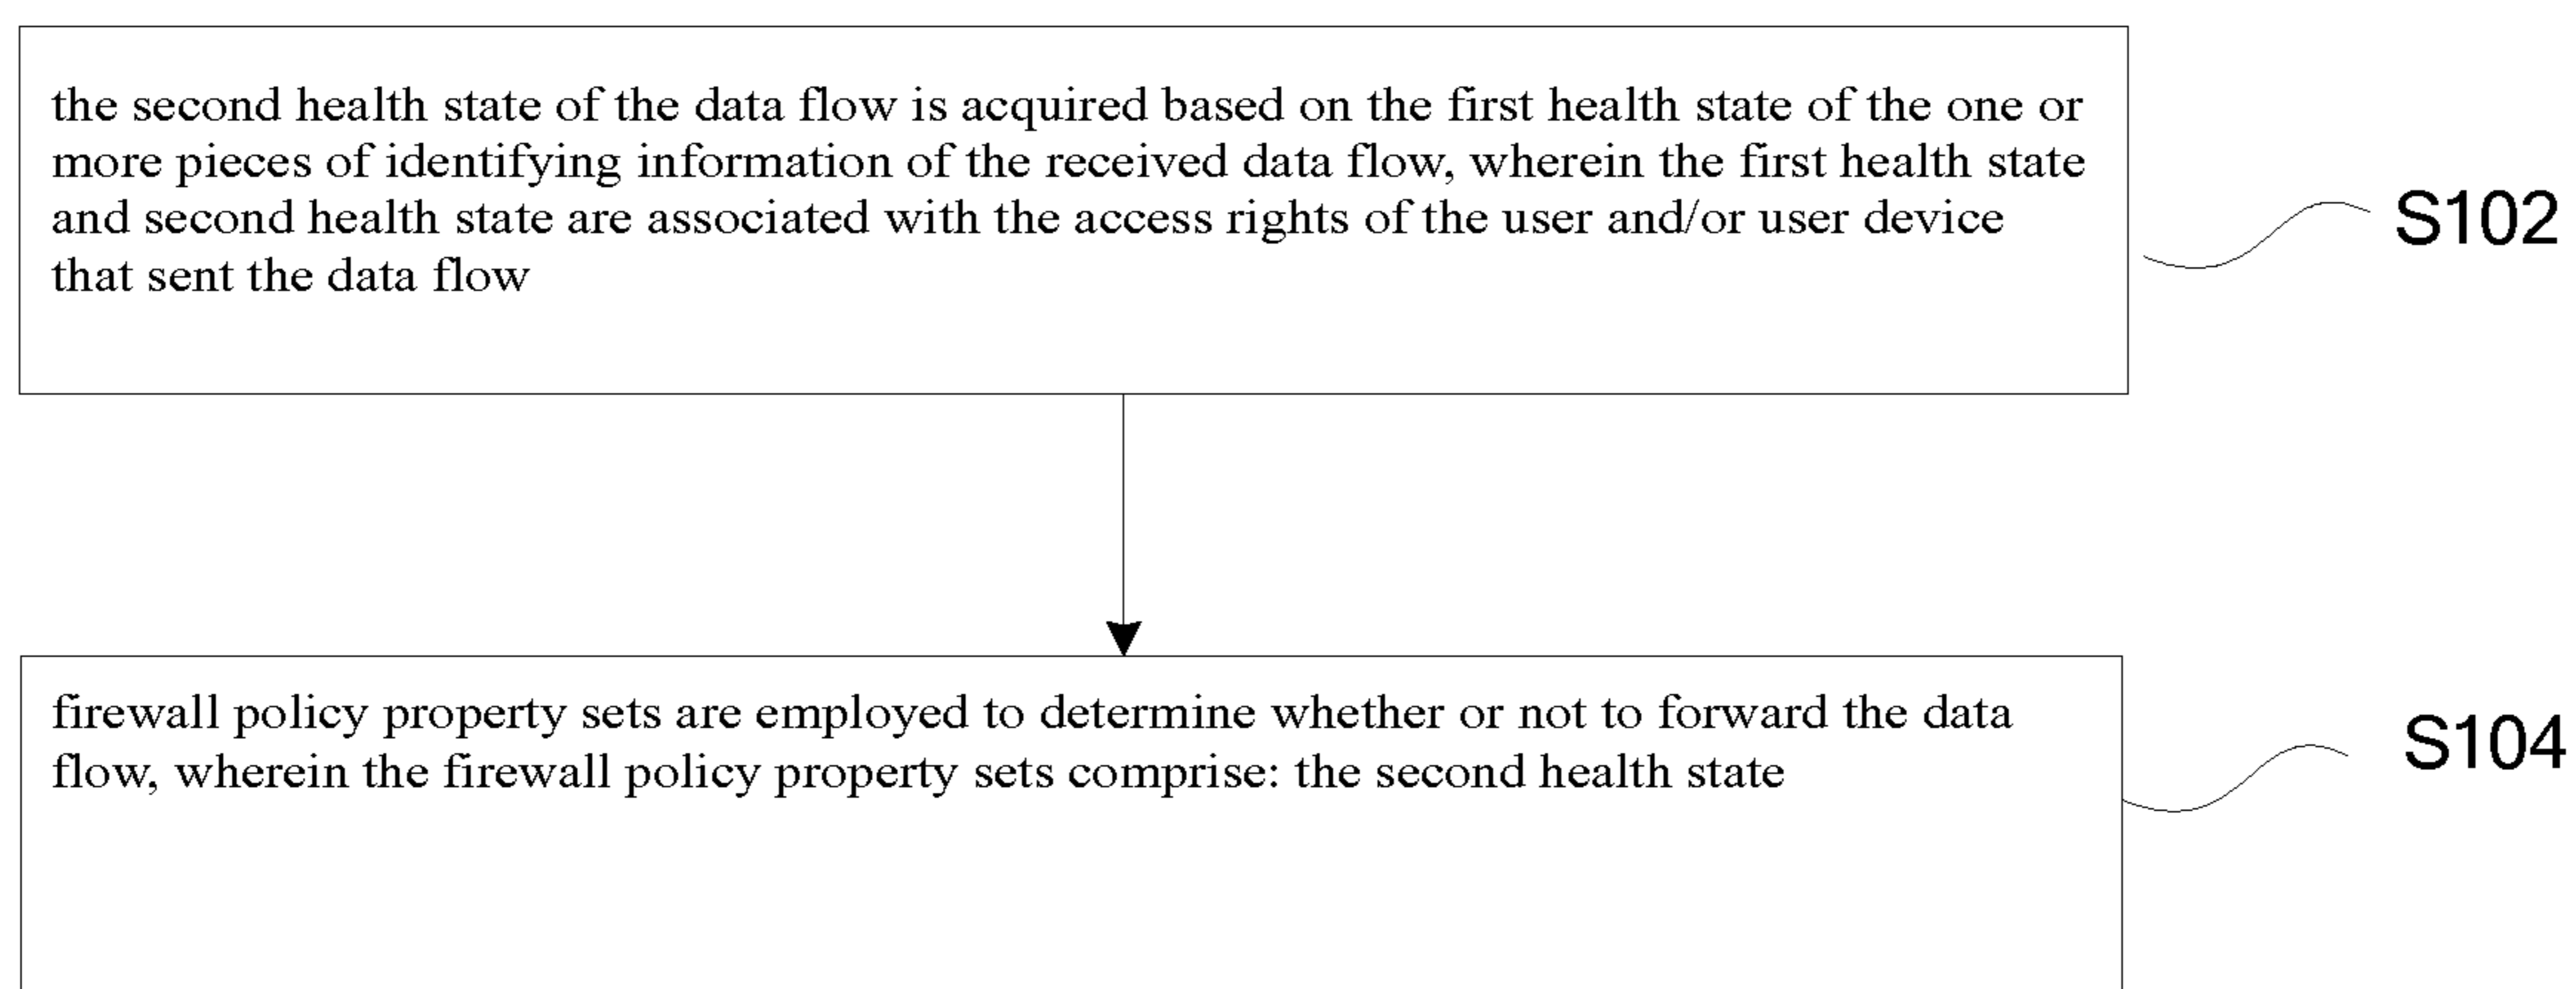 the second health state of the data flow is acquired based on the first health state of the one or
more pieces of identifying information of the received data flow, wherein the first health state
and second health state are associated with the access rights of the user and/or user device
that sent the data flow
S102
firewall policy property sets are employed to determine whether or not to forward the data
flow, wherein the firewall policy property sets comprise: the second health state
S104